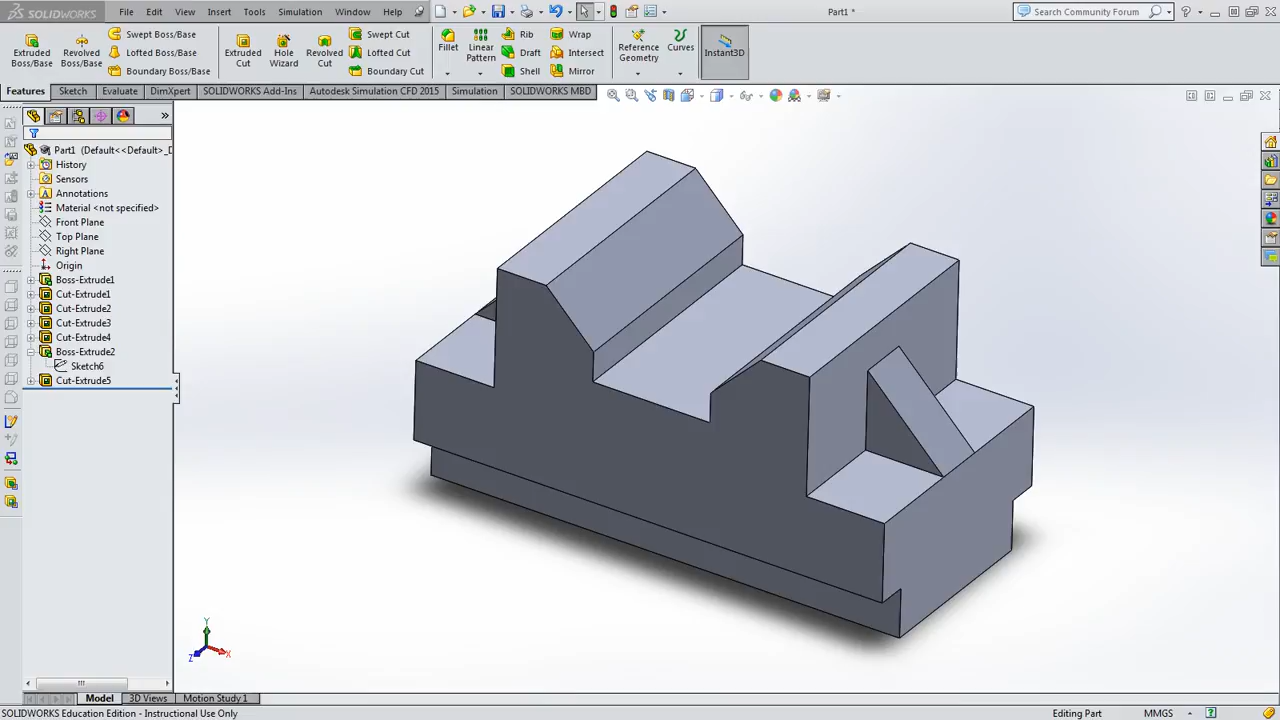 SOLIDWORKS File Edit View Insert Tools Simulation Window Help Part1 * Search Community Forum
Extruded Boss/Base Revolved Boss/Base Swept Boss/Base Lofted Boss/Base Boundary Boss/Base Extruded Cut Hole Wizard Revolved Cut Swept Cut Lofted Cut Boundary Cut Fillet Linear Pattern Rib Draft Shell Wrap Intersect Mirror Reference Geometry Curves Instant3D
Features Sketch Evaluate DimXpert SOLIDWORKS Add-Ins Autodesk Simulation CFD 2015 Simulation SOLIDWORKS MBD
Part1 (Default<<Default>_D
History
Sensors
Annotations
Material <not specified>
Front Plane
Top Plane
Right Plane
Origin
Boss-Extrude1
Cut-Extrude1
Cut-Extrude2
Cut-Extrude3
Cut-Extrude4
Boss-Extrude2
Sketch6
Cut-Extrude5
Y
Z X
Model 3D Views Motion Study 1
SOLIDWORKS Education Edition - Instructional Use Only Editing Part MMGS